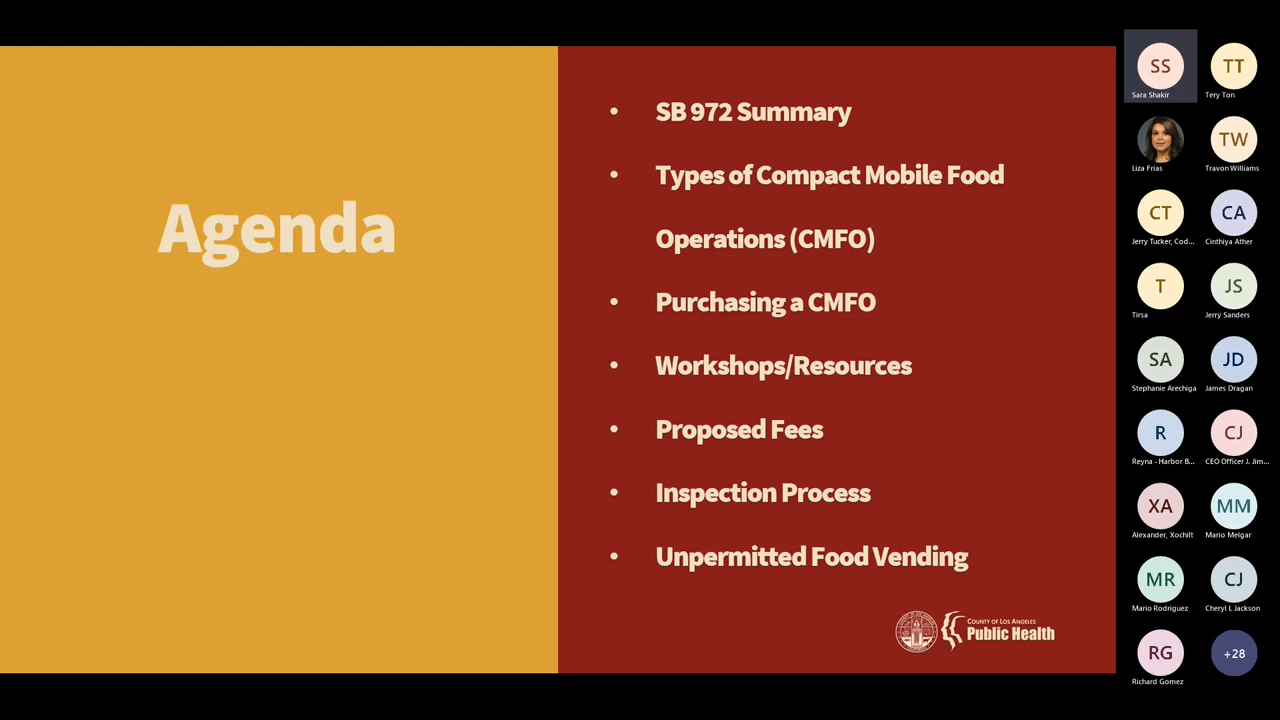 Agenda
• SB 972 Summary
• Types of Compact Mobile Food
Operations (CMFO)
• Purchasing a CMFO
• Workshops/Resources
• Proposed Fees
• Inspection Process
• Unpermitted Food Vending
County of Los Angeles
Public Health
SS
Sara Shakir
TT
Tery Ton
Liza Frias
TW
Travon Williams
CT
Jerry Tucker, Cod...
CA
Cinthiya Ather
T
Tirsa
JS
Jerry Sanders
SA
Stephanie Arechiga
JD
James Dragan
R
Reyna - Harbor B...
CJ
CEO Officer J. Jim...
XA
Alexander, Xochilt
MM
Mario Melgar
MR
Mario Rodriguez
CJ
Cheryl L Jackson
RG
Richard Gomez
+28